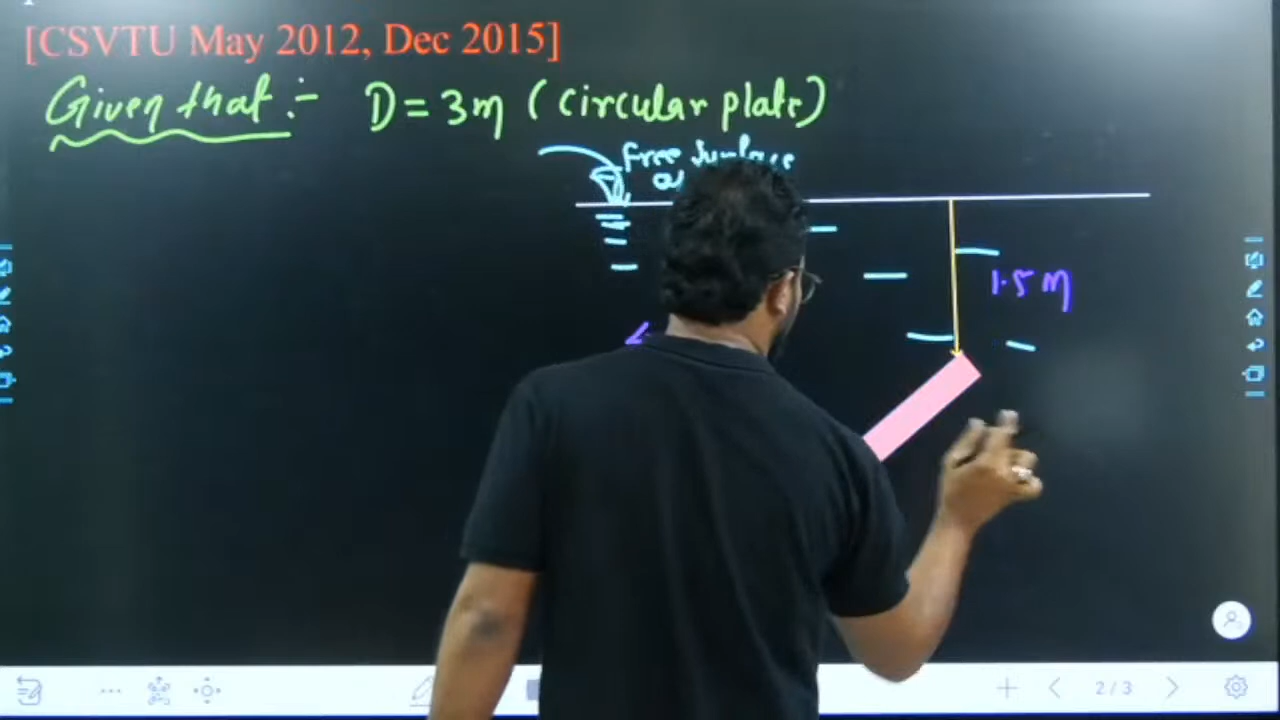 [CSVTU May 2012, Dec 2015]
Given that :- D = 3m (circular plate)
free surface
1.5 m
2/3